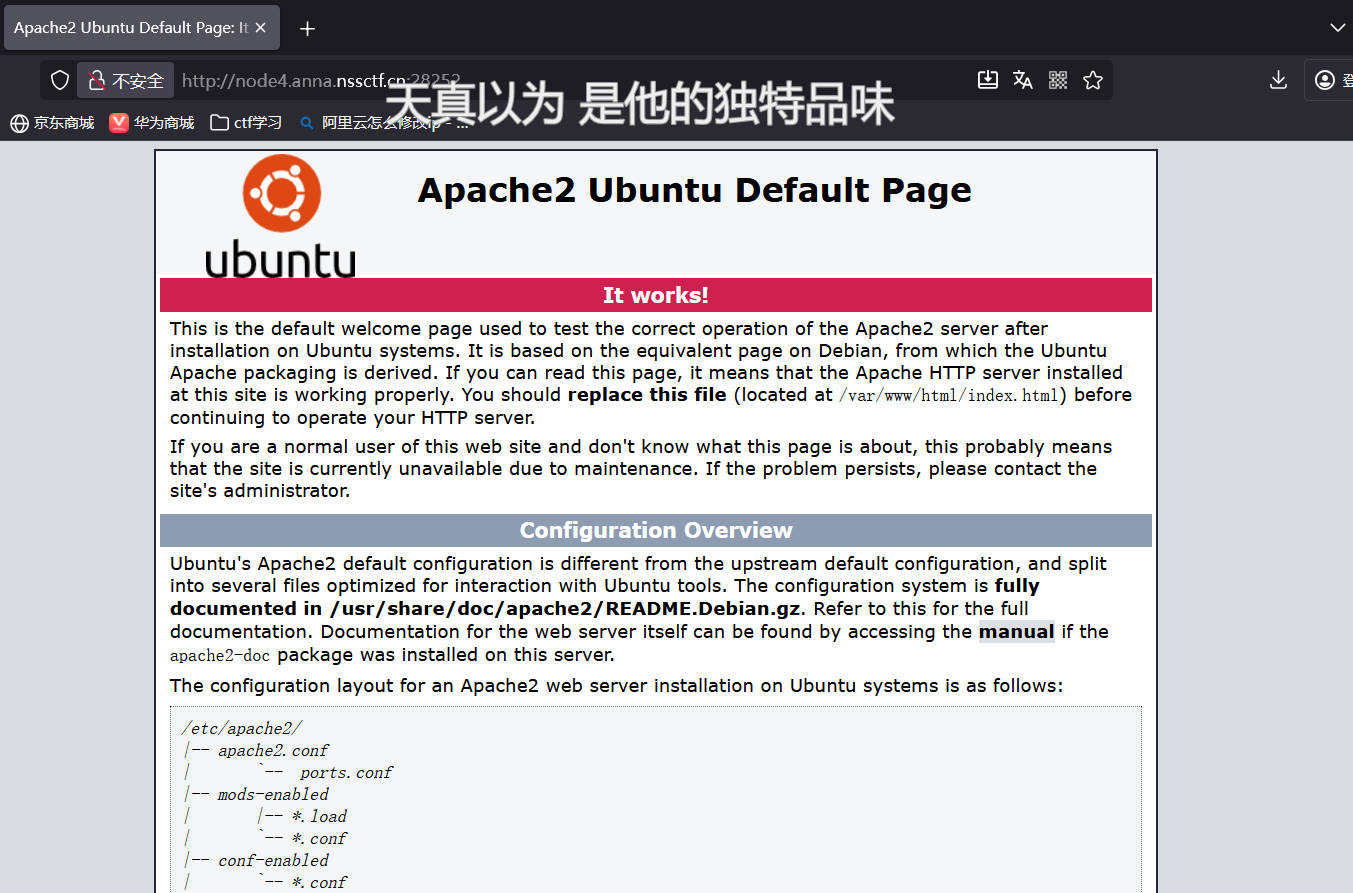 Apache2 Ubuntu Default Page: It
不安全
http://node4.anna.nssctf.cn:28252
登
天真以为 是他的独特品味
京东商城
华为商城
ctf学习
阿里云怎么修改ip - ...
ubuntu
Apache2 Ubuntu Default Page
It works!
This is the default welcome page used to test the correct operation of the Apache2 server after
installation on Ubuntu systems. It is based on the equivalent page on Debian, from which the Ubuntu
Apache packaging is derived. If you can read this page, it means that the Apache HTTP server installed
at this site is working properly. You should replace this file (located at /var/www/html/index.html) before
continuing to operate your HTTP server.
If you are a normal user of this web site and don't know what this page is about, this probably means
that the site is currently unavailable due to maintenance. If the problem persists, please contact the
site's administrator.
Configuration Overview
Ubuntu's Apache2 default configuration is different from the upstream default configuration, and split
into several files optimized for interaction with Ubuntu tools. The configuration system is fully
documented in /usr/share/doc/apache2/README.Debian.gz. Refer to this for the full
documentation. Documentation for the web server itself can be found by accessing the manual if the
apache2-doc package was installed on this server.
The configuration layout for an Apache2 web server installation on Ubuntu systems is as follows:
/etc/apache2/
|-- apache2.conf
|       `--  ports.conf
|-- mods-enabled
|       |-- *.load
|       `-- *.conf
|-- conf-enabled
|       `-- *.conf